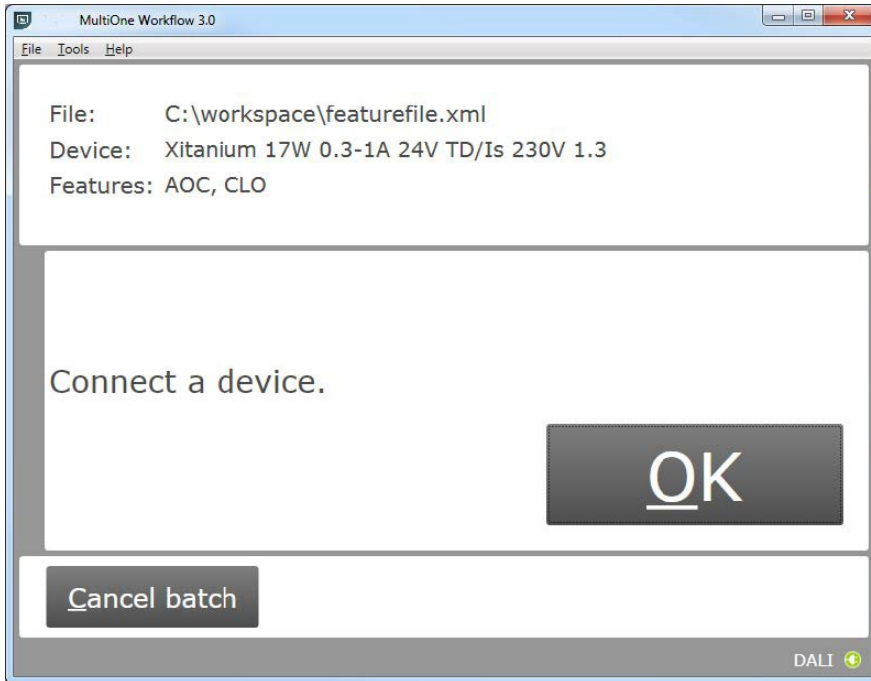 MultiOne Workflow 3.0
File Tools Help
File: C:\workspace\featurefile.xml
Device: Xitanium 17W 0.3-1A 24V TD/Is 230V 1.3
Features: AOC, CLO
Connect a device.
OK
Cancel batch
DALI